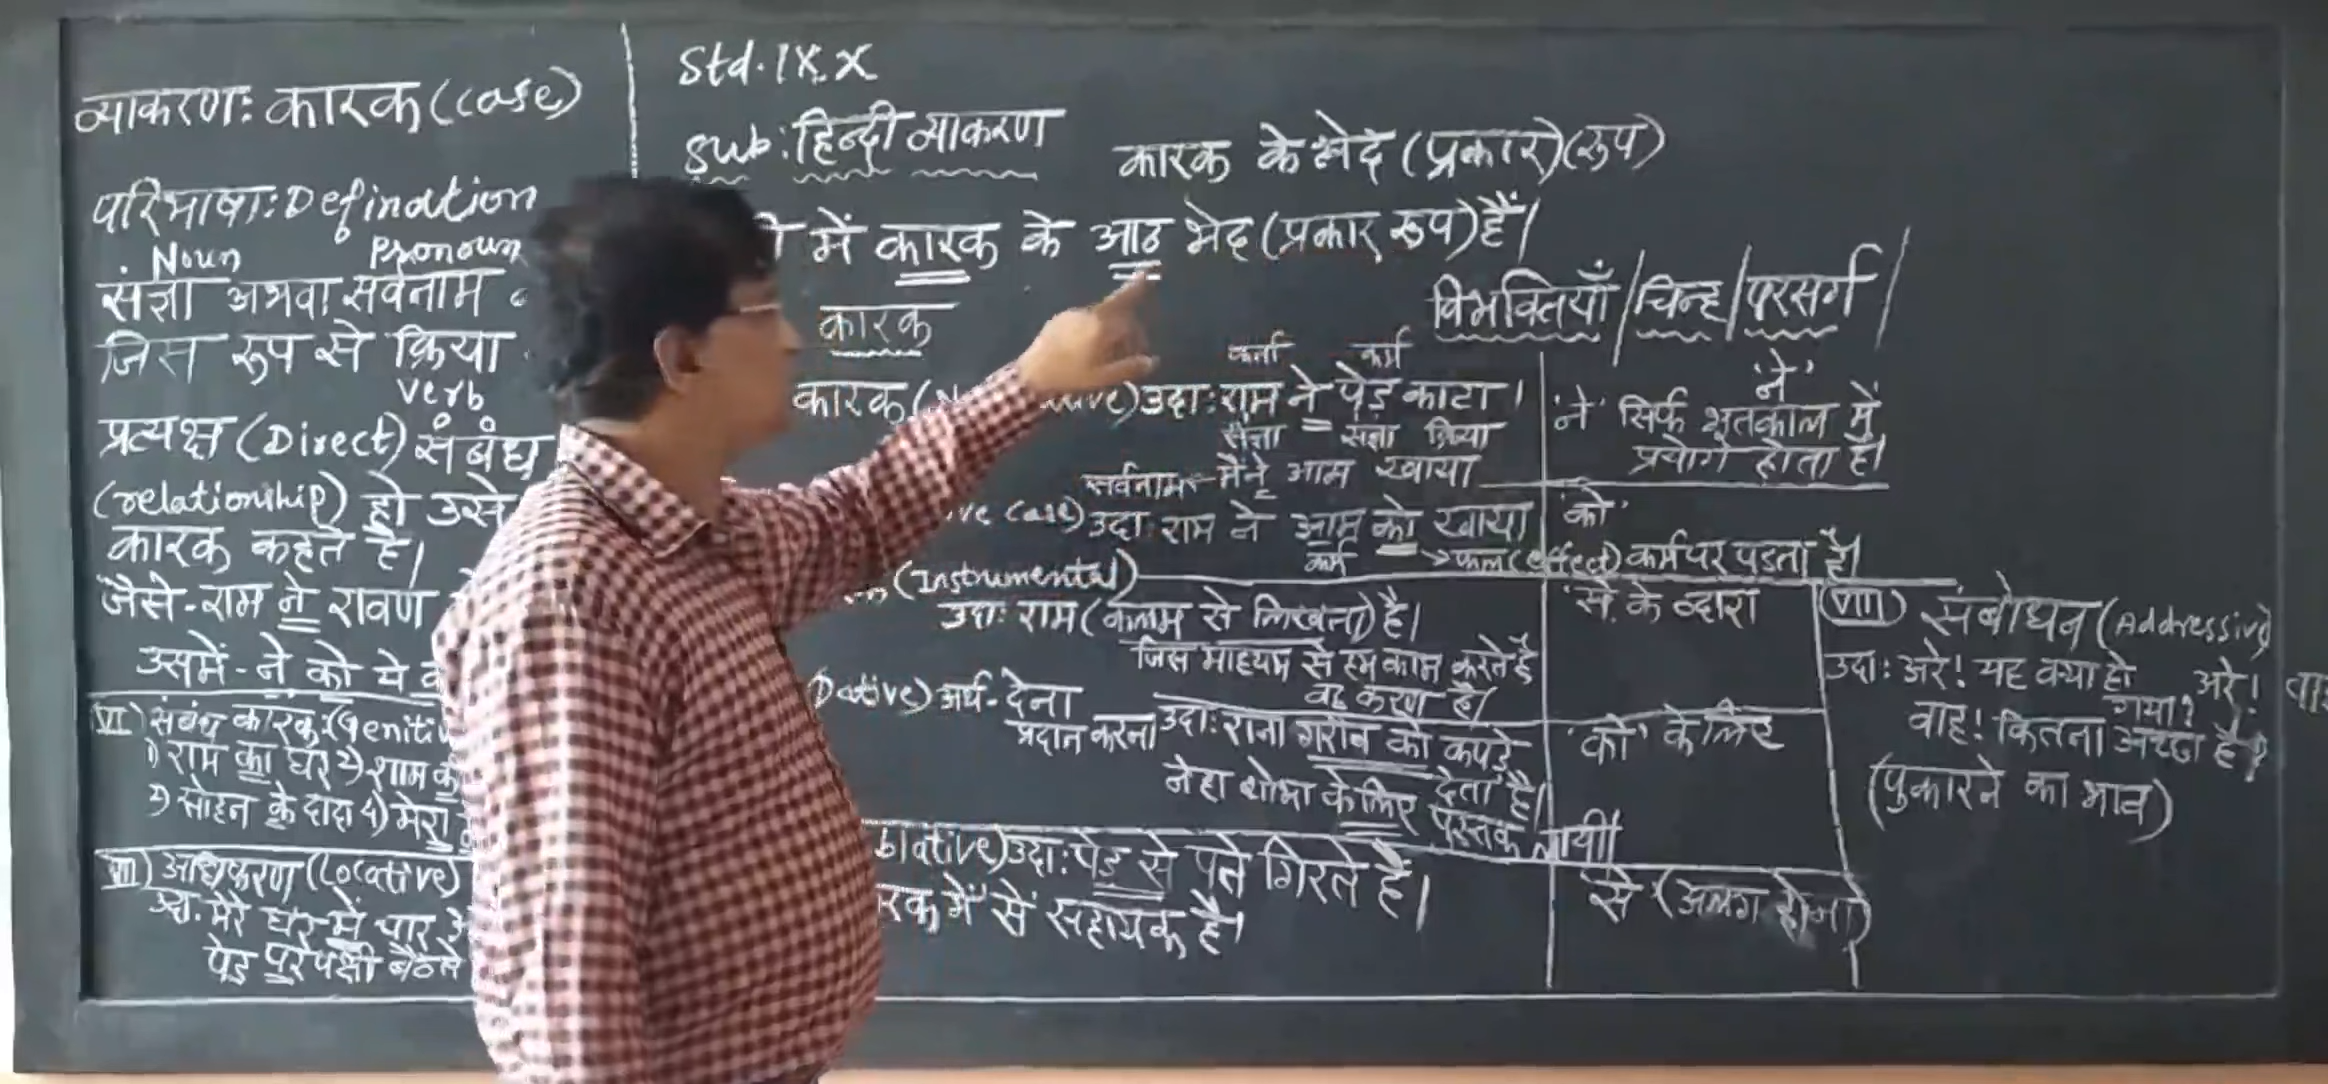 व्याकरण: कारक (case)
परिभाषा: Defination
Noun Pronoun
संज्ञा अथवा सर्वनाम
जिस रूप से क्रिया
verb
प्रत्यक्ष (Direct) संबंध
(relationship) हो उसे
कारक कहते है।
जैसे - राम ने रावण
उसमें - ने को ये
VI) संबंध कारक: (Genitiv
1) राम का घर 2) शाम की
3) सोहन के दादा 4) मेरा
VII) अधिकरण (Locative)
उदा. मेरे घर में चार
पेड़ पर पक्षी बैठते
Std. IX, X
Sub: हिन्दी व्याकरण
कारक के भेद (प्रकार) (रूप)
में कारक के आठ भेद (प्रकार रूप) हैं।
कारक
विभक्तियाँ / चिन्ह / परसर्ग /
कर्ता कर्म
कारक ( ative) उदा: राम ने पेड़ काटा।
संज्ञा संज्ञा क्रिया
सर्वनाम - मैंने आम खाया
'ने'
'ने' सिर्फ भूतकाल में
प्रयोग होता है।
ve case) उदा: राम ने आम को खाया
'को'
कर्म → फल (effect) कर्म पर पडता है।
(Instrumental)
उदा: राम (कलम से लिखता) है।
जिस माध्यम से हम काम करते है
वह करण है।
'से, के द्वारा
Dative) अर्थ - देना
प्रदान करना
उदा: राजा गरीब को कपड़े
देता है।
नेहा शोभा के लिए पुस्तक लायी।
'को' के लिए
blative) उदा: पेड़ से पते गिरते है।
रक में 'से' सहायक है।
से (अलग होना)
VIII) संबोधन (Addressive)
उदा: अरे! यह क्या हो गया? अरे!
वाह! कितना अच्छा है?
(पुकारने का भाव)